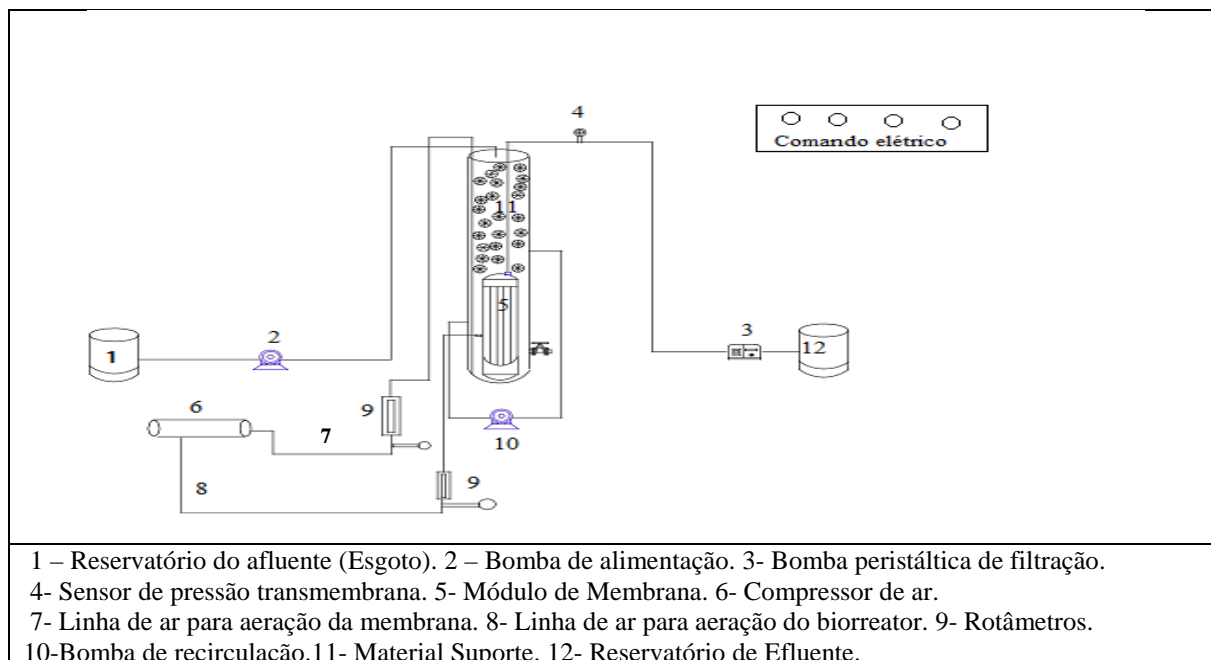 4
Comando elétrico
11
5
2
3
1
12
6
9
7
10
8
9
1 – Reservatório do afluente (Esgoto). 2 – Bomba de alimentação. 3- Bomba peristáltica de filtração.
4- Sensor de pressão transmembrana. 5- Módulo de Membrana. 6- Compressor de ar.
7- Linha de ar para aeração da membrana. 8- Linha de ar para aeração do biorreator. 9- Rotâmetros.
10-Bomba de recirculação.11- Material Suporte. 12- Reservatório de Efluente.